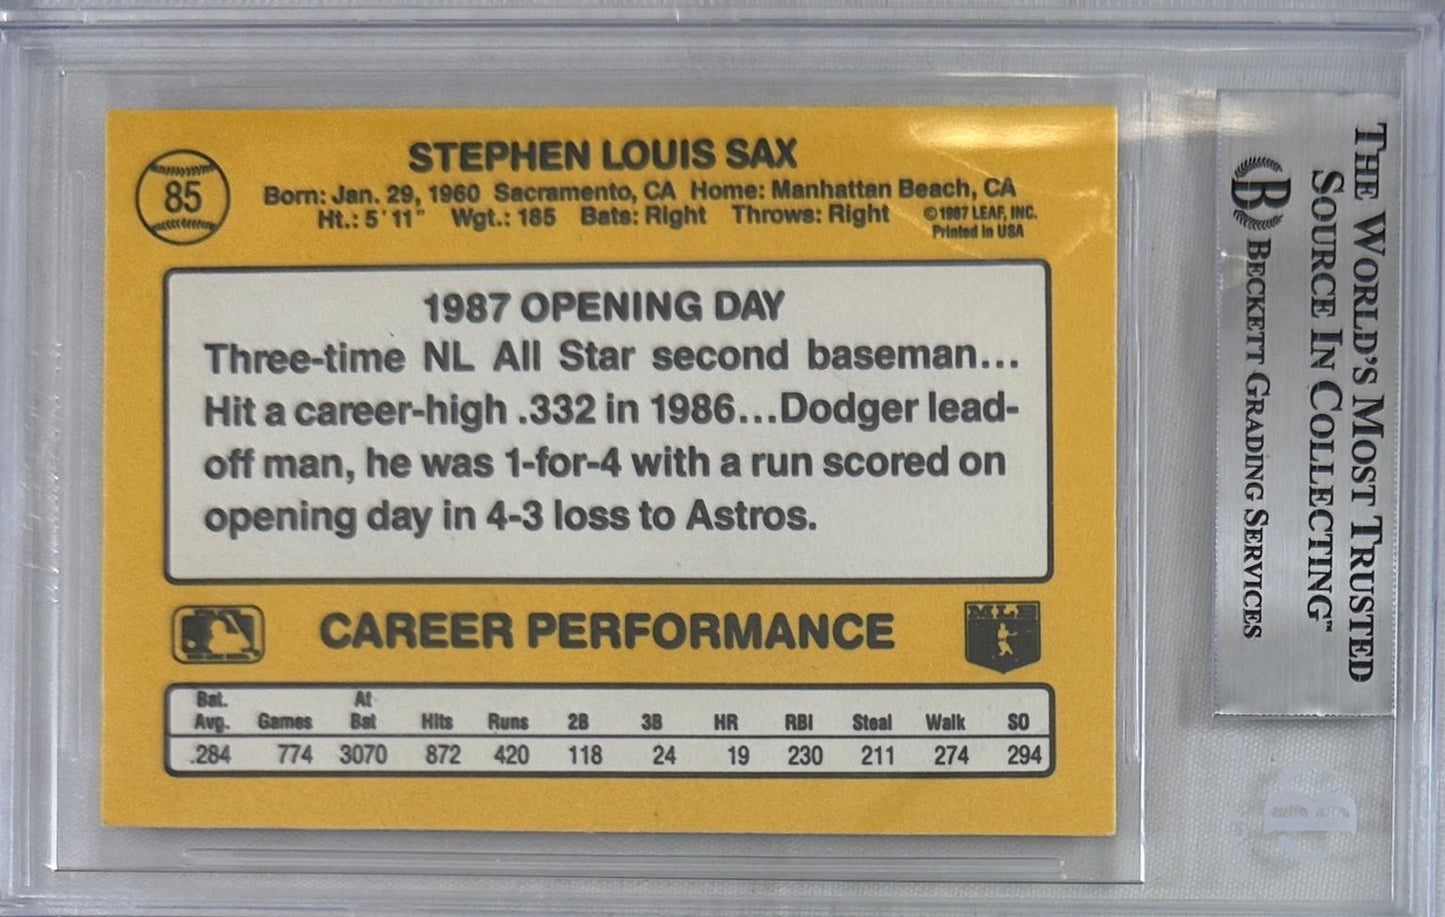 85
STEPHEN LOUIS SAX
Born: Jan. 29, 1960 Sacramento, CA Home: Manhattan Beach, CA
Ht.: 5'11" Wgt.: 185 Bats: Right Throws: Right
©1987 LEAF, INC.
Printed in USA
1987 OPENING DAY
Three-time NL All Star second baseman...
Hit a career-high .332 in 1986...Dodger lead-
off man, he was 1-for-4 with a run scored on
opening day in 4-3 loss to Astros.
CAREER PERFORMANCE
MLB
Bat. Avg. Games At Bat Hits Runs 2B 3B HR RBI Steal Walk SO
.284 774 3070 872 420 118 24 19 230 211 274 294
THE WORLD'S MOST TRUSTED
SOURCE IN COLLECTING™
B BECKETT GRADING SERVICES
B